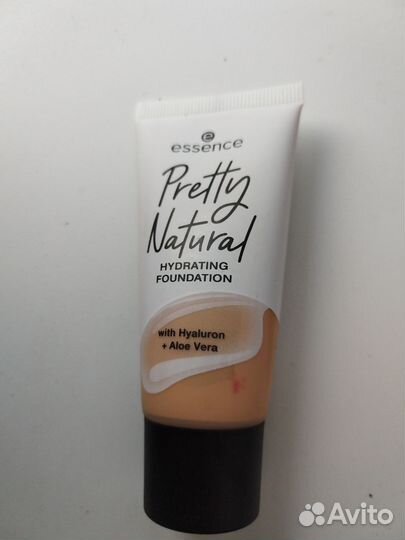 essence
Pretty
Natural
HYDRATING
FOUNDATION
with Hyaluron
+ Aloe Vera
Avito